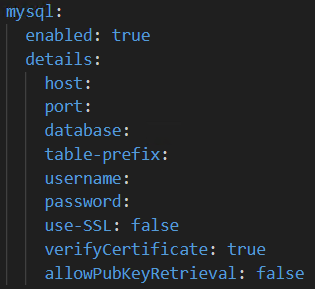 mysql:
  enabled: true
  details:
    host:
    port:
    database:
    table-prefix:
    username:
    password:
    use-SSL: false
    verifyCertificate: true
    allowPubKeyRetrieval: false